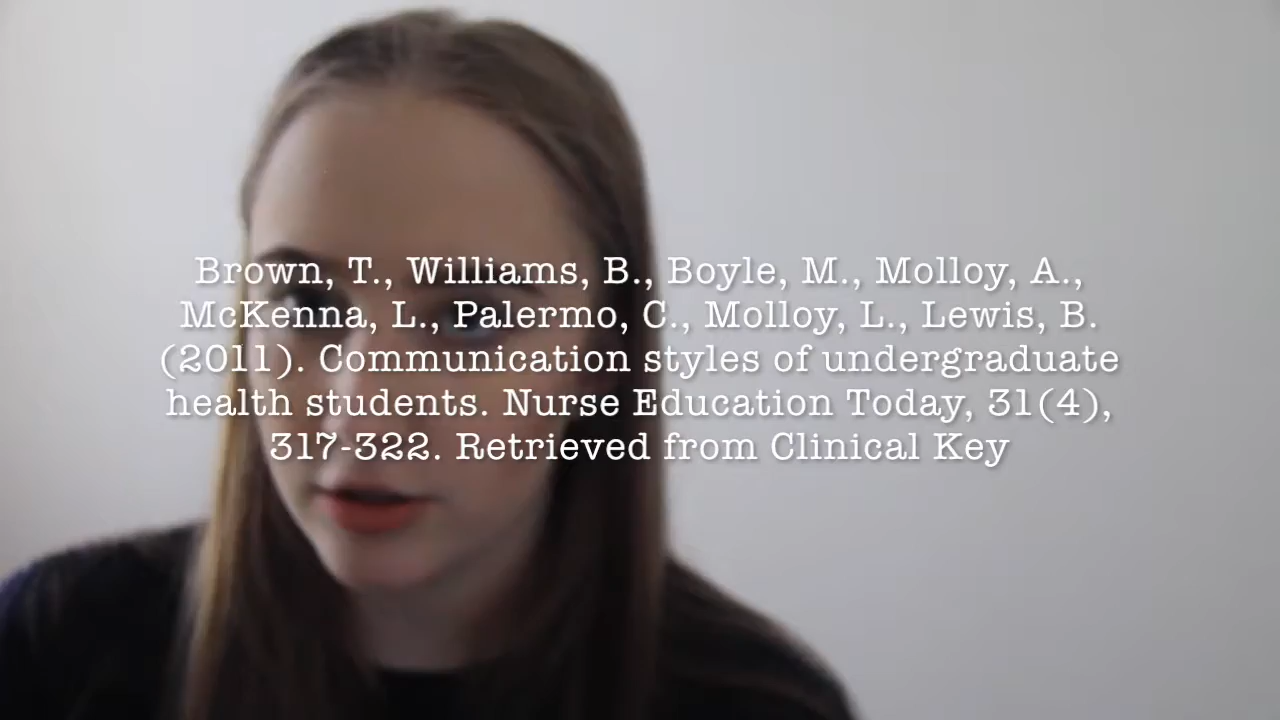 Brown, T., Williams, B., Boyle, M., Molloy, A.,
McKenna, L., Palermo, C., Molloy, L., Lewis, B.
(2011). Communication styles of undergraduate
health students. Nurse Education Today, 31(4),
317-322. Retrieved from Clinical Key